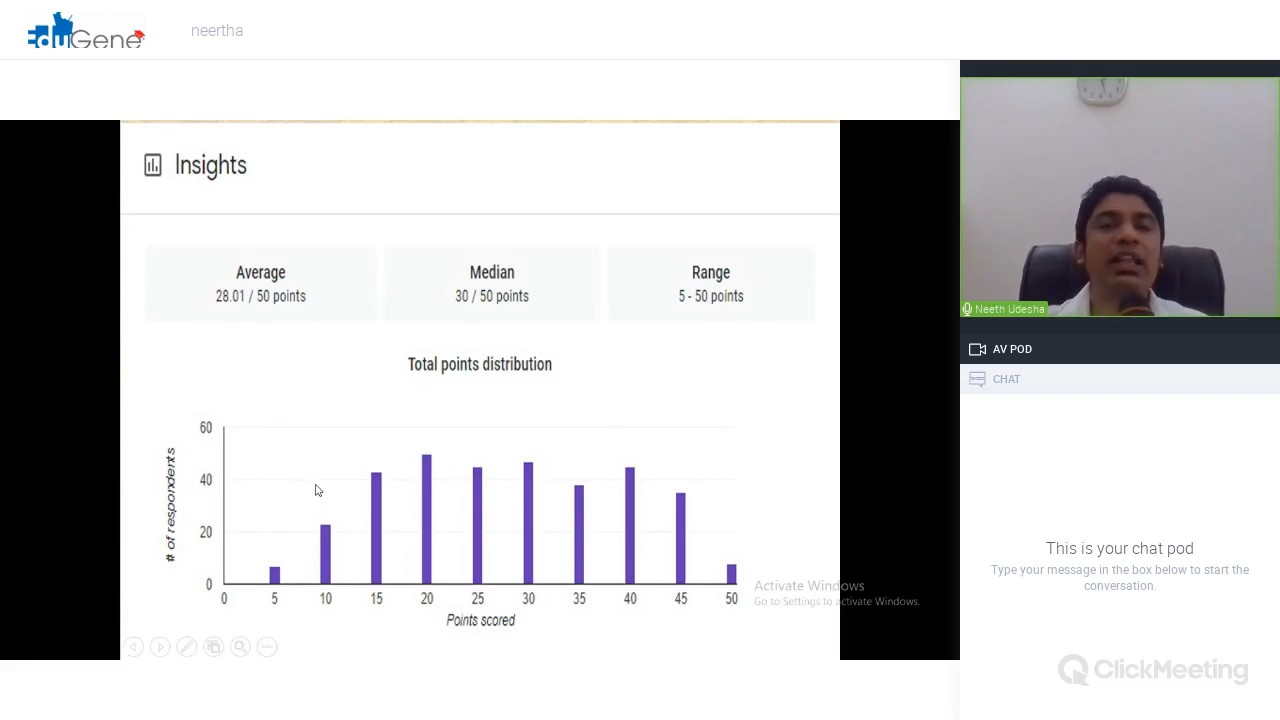 EduGene
neertha
Insights
Average
28.01 / 50 points
Median
30 / 50 points
Range
5 - 50 points
Total points distribution
# of respondents
60
40
20
0
0 5 10 15 20 25 30 35 40 45 50
Points scored
Activate Windows
Go to Settings to activate Windows.
Neeth Udesha
AV POD
CHAT
This is your chat pod
Type your message in the box below to start the
conversation.
ClickMeeting